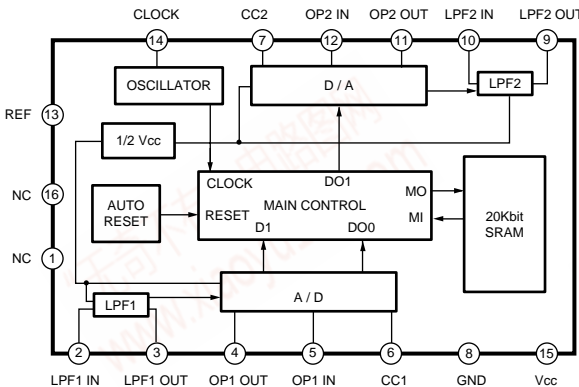 CLOCK CC2 OP2 IN OP2 OUT LPF2 IN LPF2 OUT
14 7 12 11 10 9
OSCILLATOR D / A LPF2
REF 13
1/2 Vcc
CLOCK DO1 MO
NC 16
AUTO
RESET
RESET MAIN CONTROL MI
20Kbit
SRAM
D1 DO0
NC 1
LPF1 A / D
2 3 4 5 6 8 15
LPF1 IN LPF1 OUT OP1 OUT OP1 IN CC1 GND Vcc